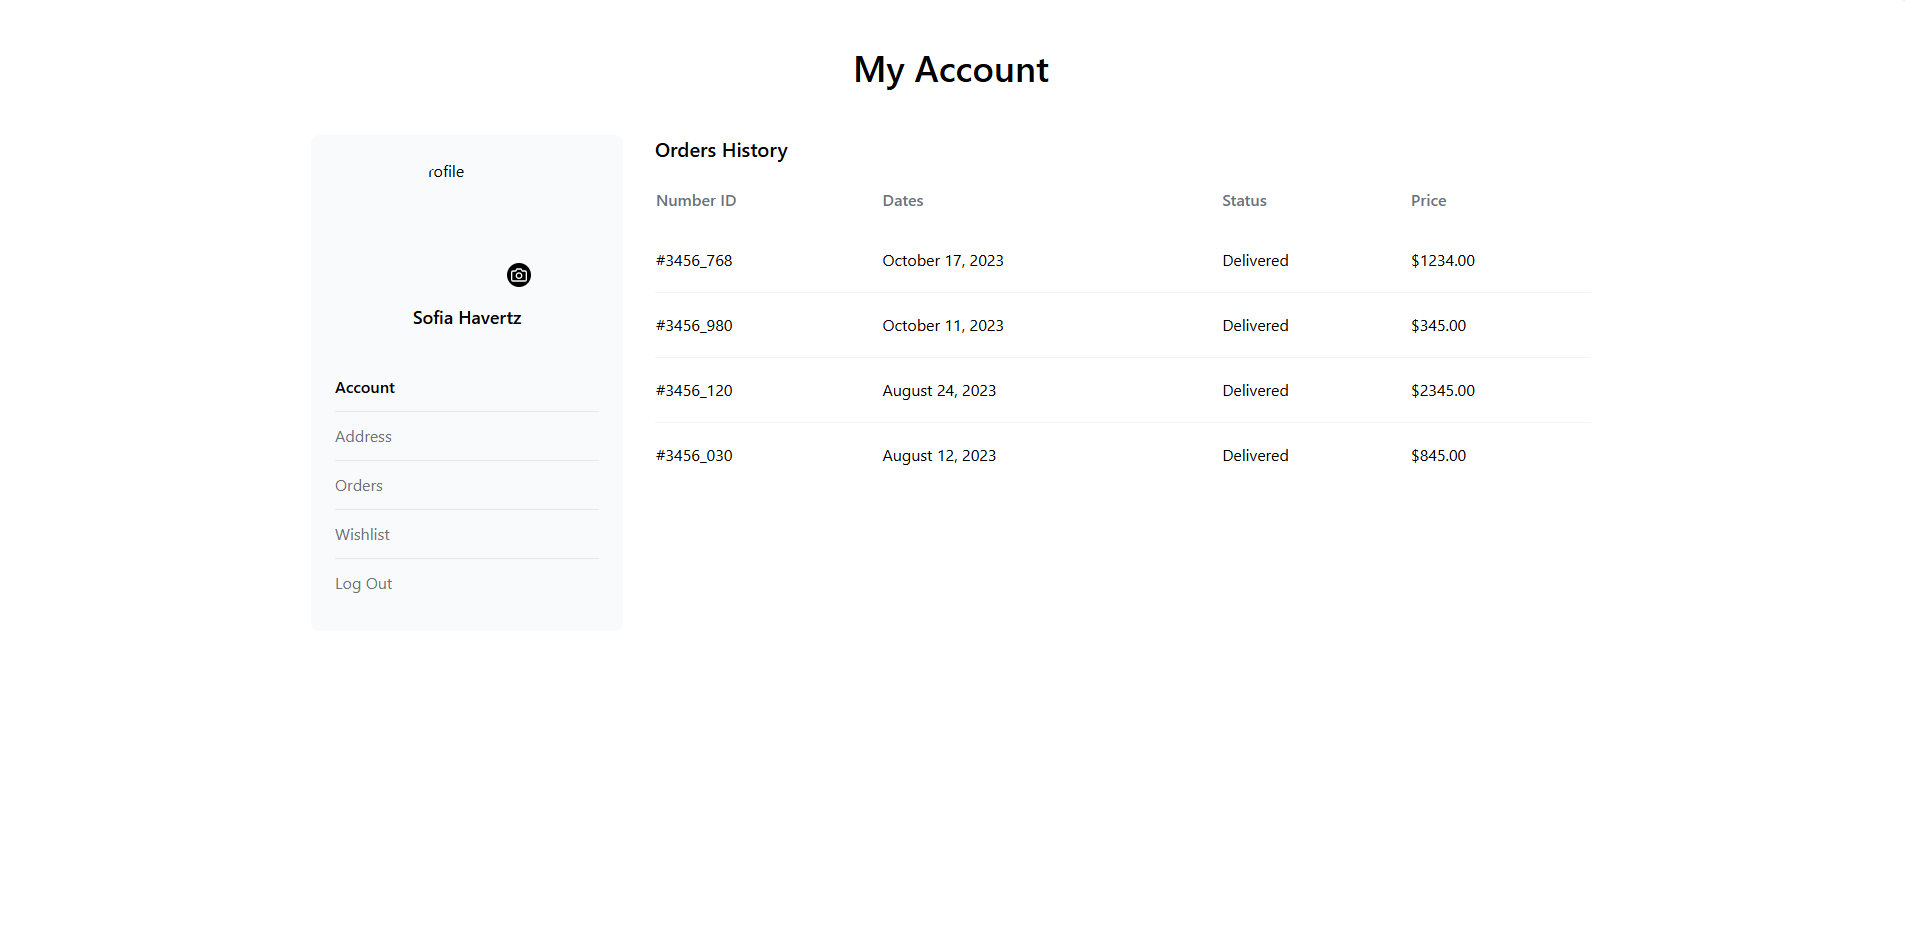 My Account
rofile
Sofia Havertz
Account
Address
Orders
Wishlist
Log Out
Orders History
Number ID Dates Status Price
#3456_768 October 17, 2023 Delivered $1234.00
#3456_980 October 11, 2023 Delivered $345.00
#3456_120 August 24, 2023 Delivered $2345.00
#3456_030 August 12, 2023 Delivered $845.00